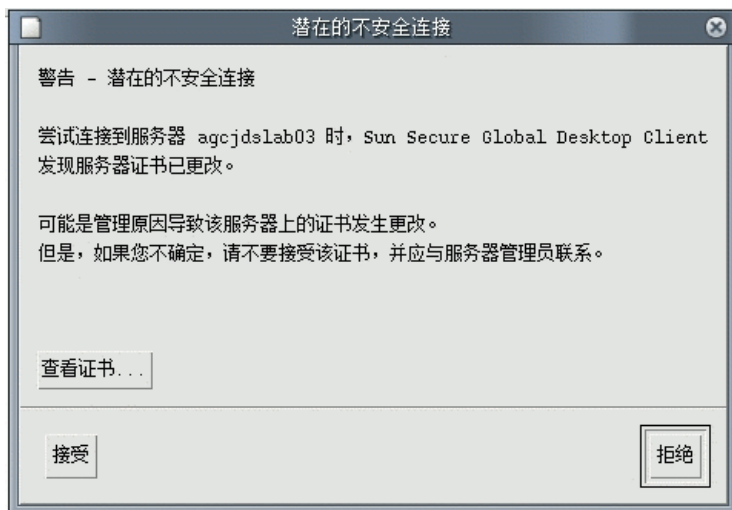 潜在的不安全连接
警告 - 潜在的不安全连接
尝试连接到服务器 agcjdslab03 时，Sun Secure Global Desktop Client
发现服务器证书已更改。
可能是管理原因导致该服务器上的证书发生更改。
但是，如果您不确定，请不要接受该证书，并应与服务器管理员联系。
查看证书...
接受
拒绝